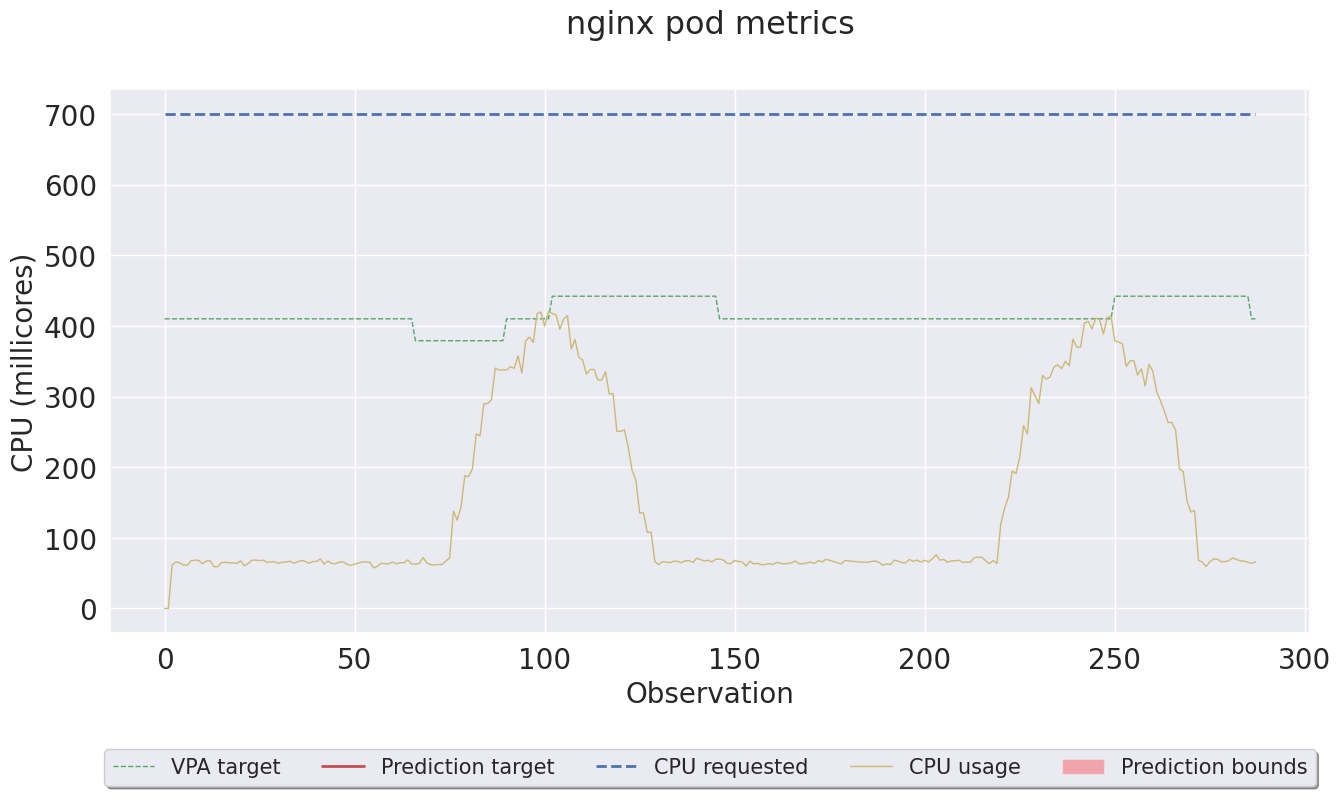 nginx pod metrics
700
600
500
400
300
200
100
0
CPU (millicores)
0 50 100 150 200 250 300
Observation
VPA target Prediction target CPU requested CPU usage Prediction bounds